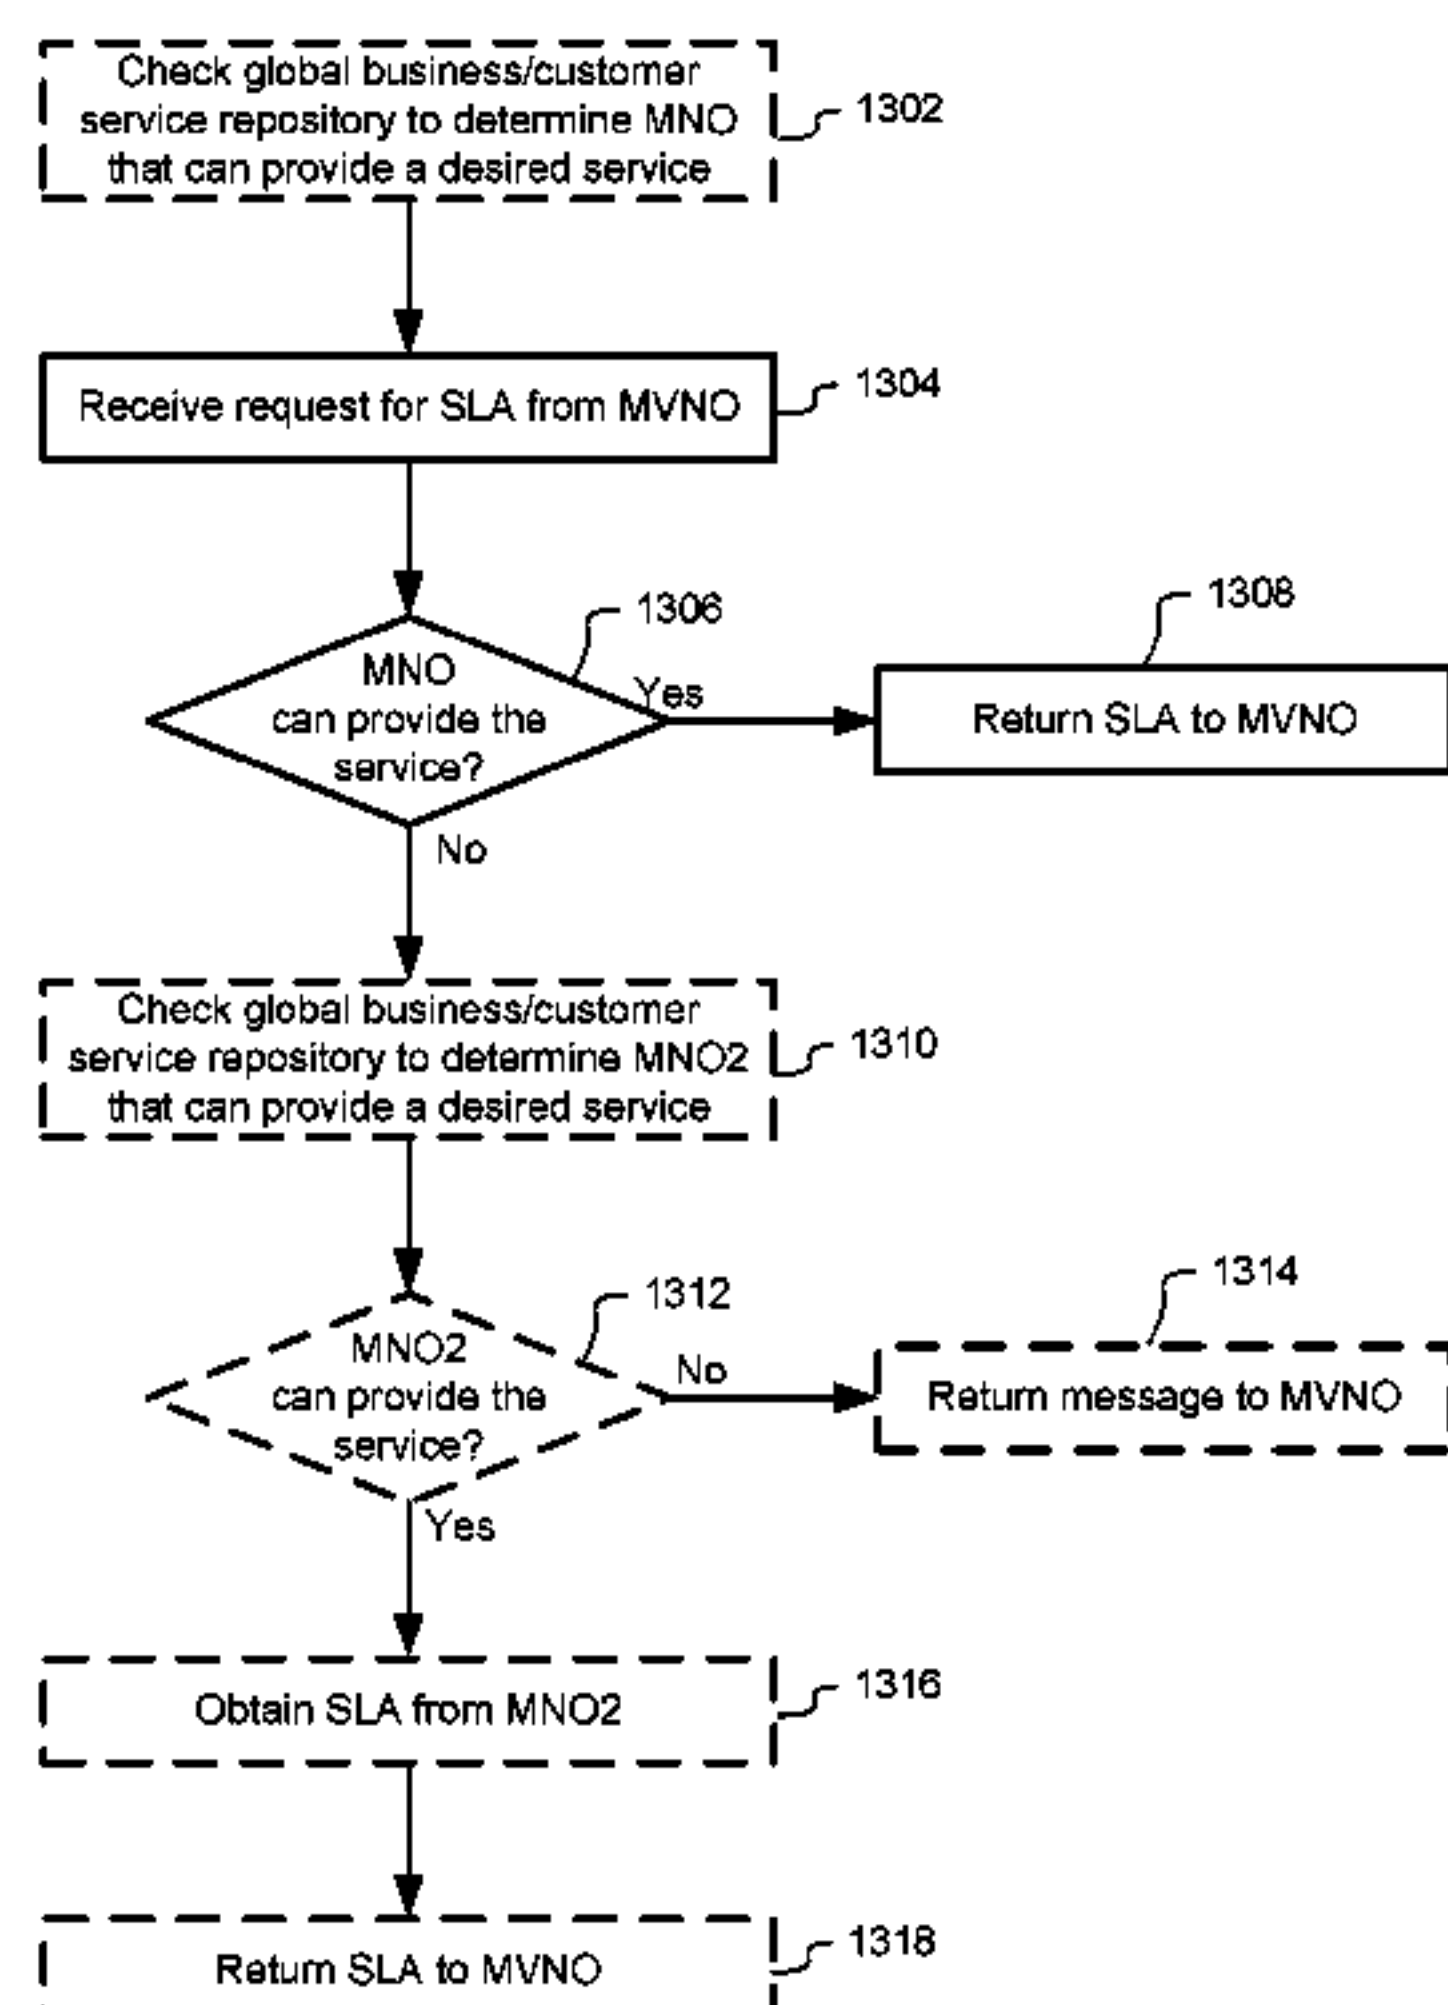 Check global business/customer
service repository to determine MNO
that can provide a desired service
1302
Receive request for SLA from MVNO
1304
1306
MNO
can provide the
service?
Yes
1308
Return SLA to MVNO
No
Check global business/customer
service repository to determine MNO2
that can provide a desired service
1310
1312
MNO2
can provide the
service?
No
1314
Return message to MVNO
Yes
Obtain SLA from MNO2
1316
Return SLA to MVNO
1318